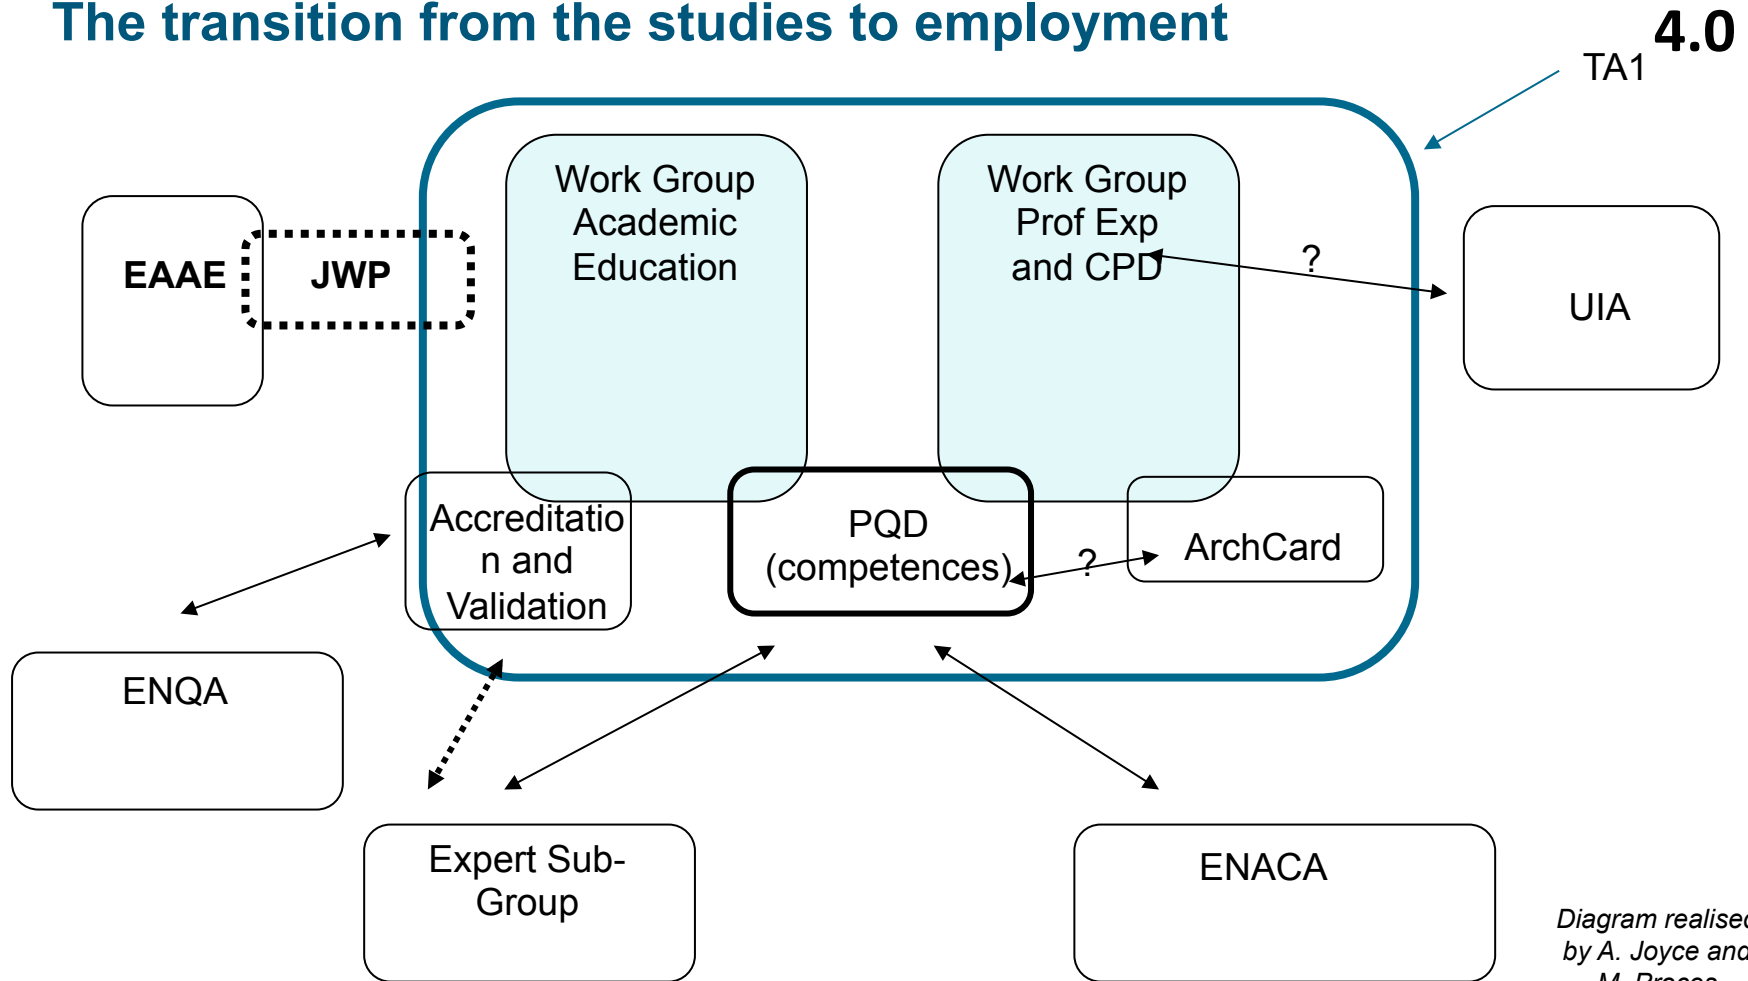 The transition from the studies to employment
4.0
TA1
Work Group
Academic
Education
Work Group
Prof Exp
and CPD
?
EAAE
JWP
UIA
Accreditatio
n and
Validation
PQD
(competences)
?
ArchCard
ENQA
Expert Sub-
Group
ENACA
Diagram realised
by A. Joyce and